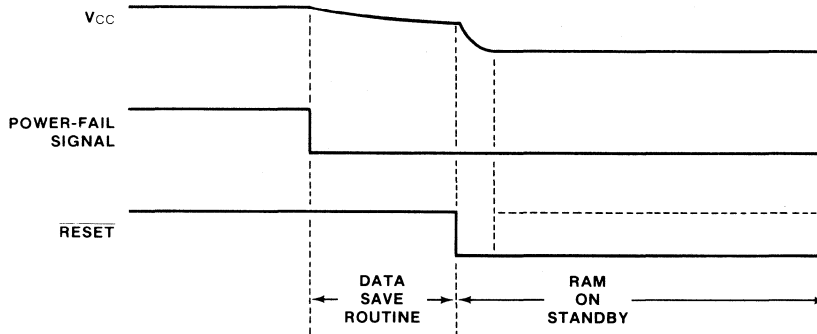 VCC
POWER-FAIL
SIGNAL
RESET
DATA
SAVE
ROUTINE
RAM
ON
STANDBY